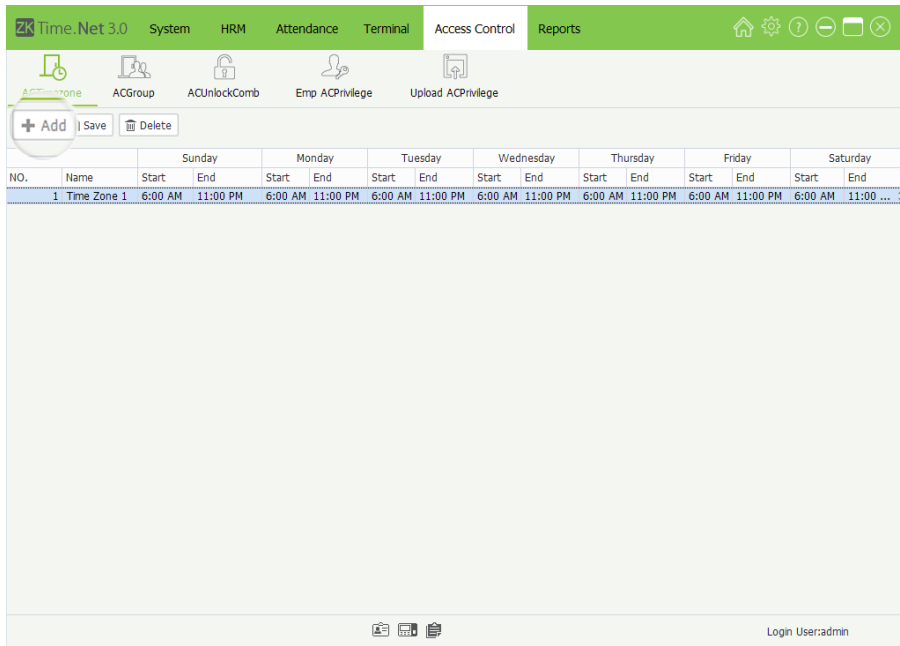 ZK Time.Net 3.0 System HRM Attendance Terminal Access Control Reports
ACTimezone ACGroup ACUnlockComb Emp ACPrivilege Upload ACPrivilege
Add Save Delete
Sunday Monday Tuesday Wednesday Thursday Friday Saturday
NO. Name Start End Start End Start End Start End Start End Start End Start End
1 Time Zone 1 6:00 AM 11:00 PM 6:00 AM 11:00 PM 6:00 AM 11:00 PM 6:00 AM 11:00 PM 6:00 AM 11:00 PM 6:00 AM 11:00 PM 6:00 AM 11:00 ...
Login User:admin